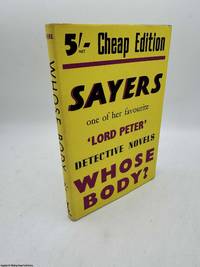 5/- Cheap Edition
NET
SAYERS
one of her favourite
'LORD PETER'
DETECTIVE NOVELS
WHOSE
BODY?
WHOSE BODY